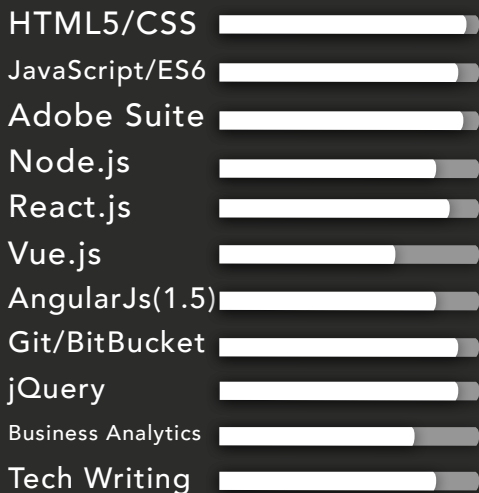 HTML5/CSS
JavaScript/ES6
Adobe Suite
Node.js
React.js
Vue.js
AngularJs(1.5)
Git/BitBucket
jQuery
Business Analytics
Tech Writing